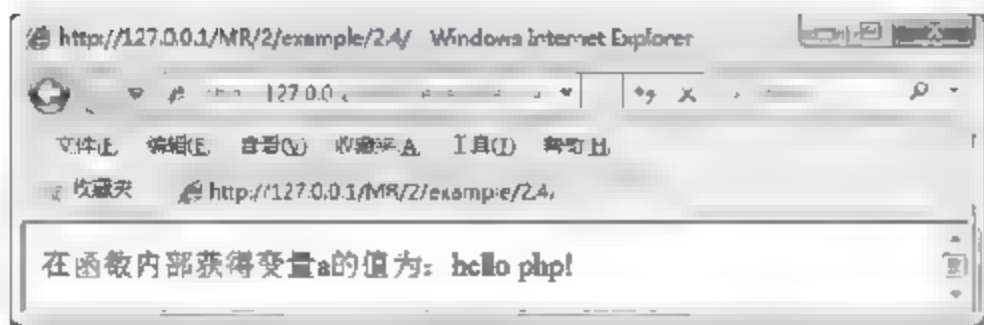 http://127.0.0.1/MR/2/example/2.4/ Windows Internet Explorer
127.0.0
文件(F) 编辑(E) 查看(V) 收藏夹(A) 工具(T) 帮助(H)
收藏夹 http://127.0.0.1/MR/2/example/2.4/
在函数内部获得变量a的值为：hello php!